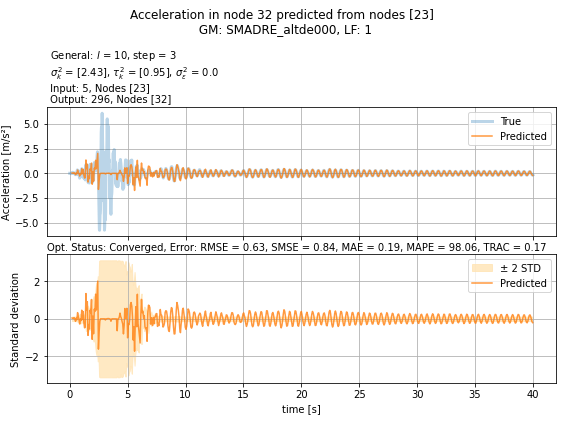 Acceleration in node 32 predicted from nodes [23]
GM: SMADRE_altde000, LF: 1
General: l = 10, step = 3
σ²ₖ = [2.43], τ²ₖ = [0.95], σ²ε = 0.0
Input: 5, Nodes [23]
Output: 296, Nodes [32]
Acceleration [m/s²]
5.0
2.5
0.0
−2.5
−5.0
True
Predicted
Opt. Status: Converged, Error: RMSE = 0.63, SMSE = 0.84, MAE = 0.19, MAPE = 98.06, TRAC = 0.17
Standard deviation
2
0
−2
± 2 STD
Predicted
0 5 10 15 20 25 30 35 40
time [s]